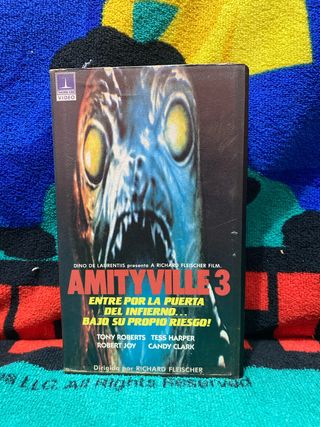 VIDEO
DINO DE LAURENTIIS presenta A RICHARD FLEISCHER FILM.
AMITYVILLE 3
ENTRE POR LA PUERTA
DEL INFIERNO...
BAJO SU PROPIO RIESGO!
TONY ROBERTS TESS HARPER
ROBERT JOY CANDY CLARK
Dirigida por RICHARD FLEISCHER
LLC. All Rights Reserved